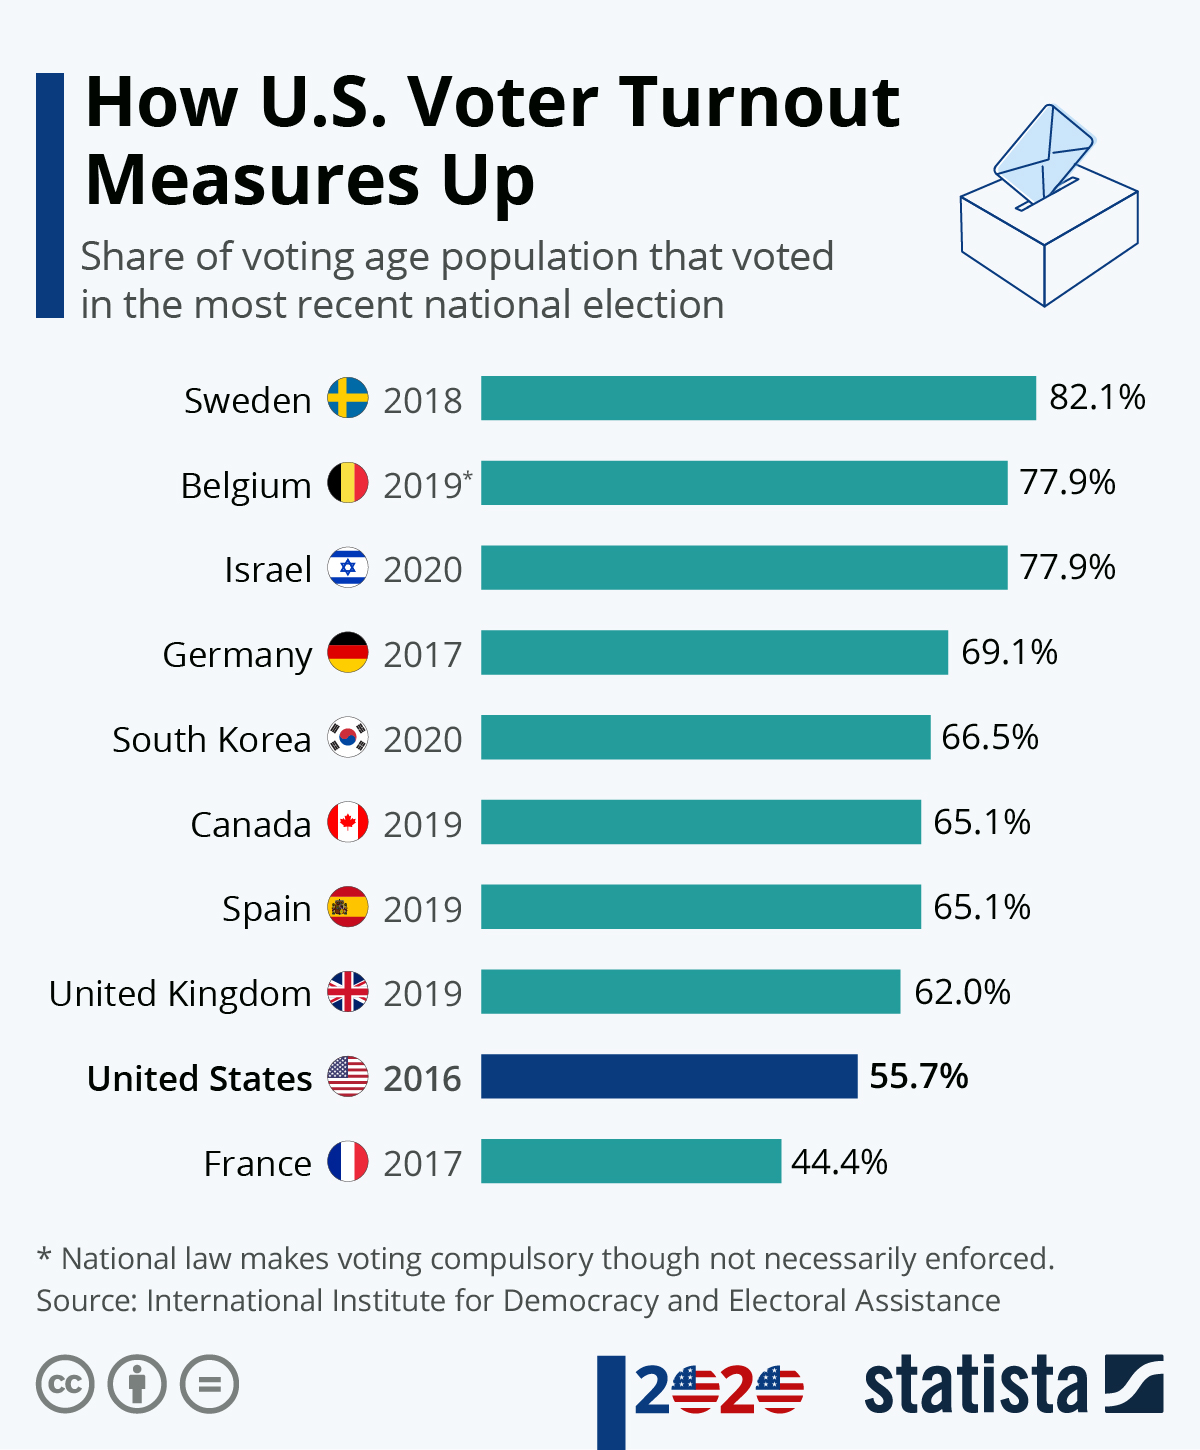 How U.S. Voter Turnout
Measures Up
Share of voting age population that voted
in the most recent national election
Sweden 2018 82.1%
Belgium 2019* 77.9%
Israel 2020 77.9%
Germany 2017 69.1%
South Korea 2020 66.5%
Canada 2019 65.1%
Spain 2019 65.1%
United Kingdom 2019 62.0%
United States 2016 55.7%
France 2017 44.4%
* National law makes voting compulsory though not necessarily enforced.
Source: International Institute for Democracy and Electoral Assistance
cc 2020 statista